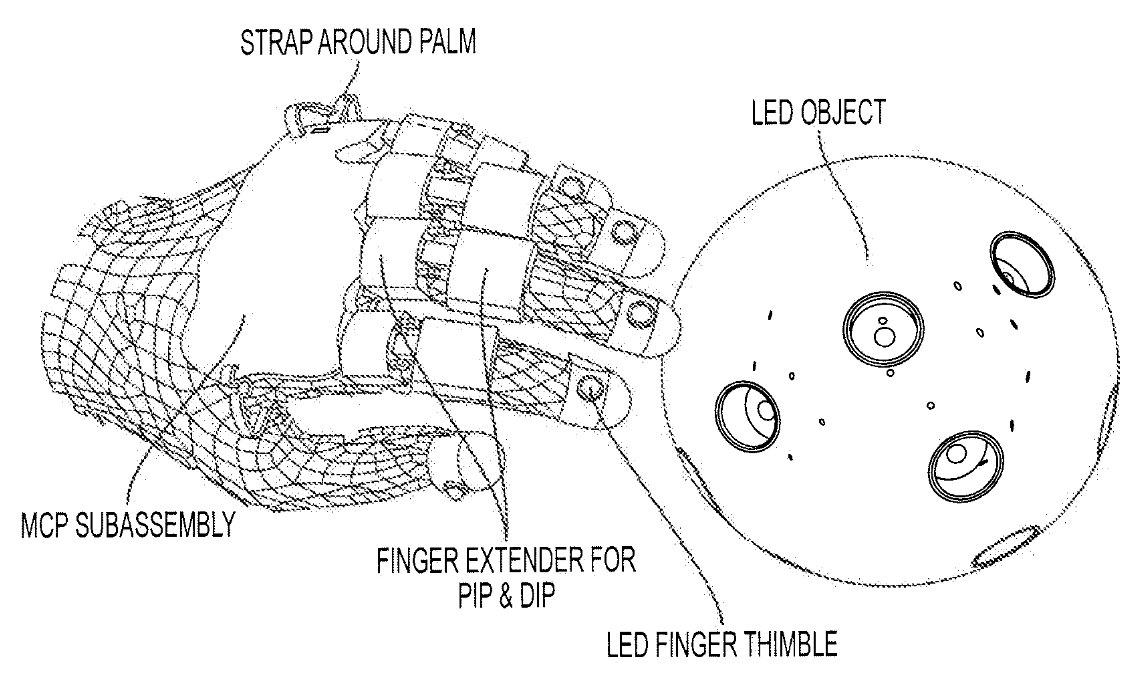 STRAP AROUND PALM
LED OBJECT
MCP SUBASSEMBLY
FINGER EXTENDER FOR
PIP & DIP
LED FINGER THIMBLE